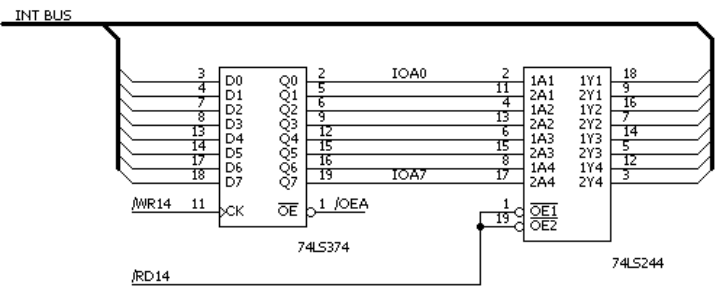 INT BUS
3 D0 Q0 2 IOA0 2 1A1 1Y1 18
4 D1 Q1 5 11 2A1 2Y1 9
7 D2 Q2 6 4 1A2 1Y2 16
8 D3 Q3 9 13 2A2 2Y2 7
13 D4 Q4 12 6 1A3 1Y3 14
14 D5 Q5 15 15 2A3 2Y3 5
17 D6 Q6 16 8 1A4 1Y4 12
18 D7 Q7 19 IOA7 17 2A4 2Y4 3
/WR14 11 CK OE 1 /OEA 1 OE1
19 OE2
74LS374
74LS244
/RD14